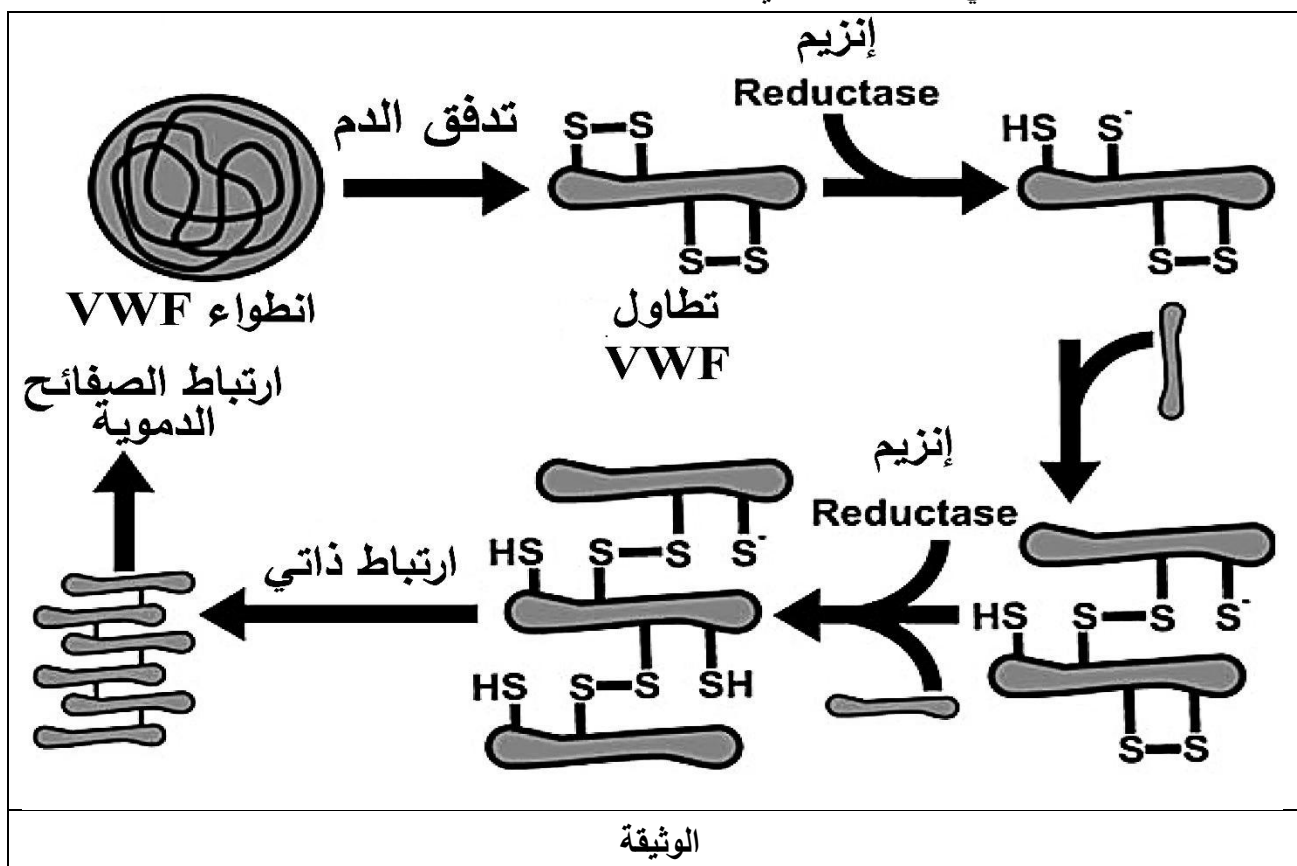 إنزيم
Reductase
تدفق الدم
S—S
HS S⁻
S—S
S—S
انطواء VWF
تطاول
VWF
ارتباط الصفائح
الدموية
إنزيم
Reductase
ارتباط ذاتي
HS S—S S⁻
HS S—S SH
HS S—S S⁻
S—S
الوثيقة